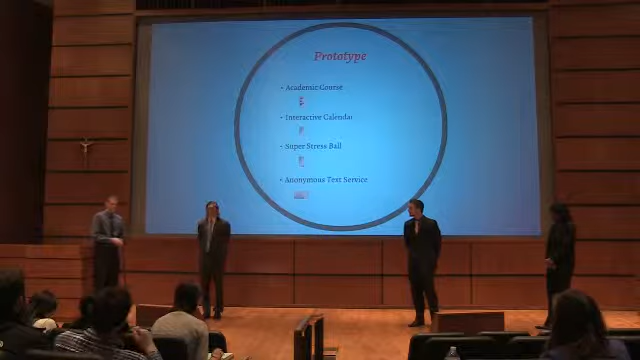 Prototype
• Academic Course
• Interactive Calendar
• Super Stress Ball
• Anonymous Text Service